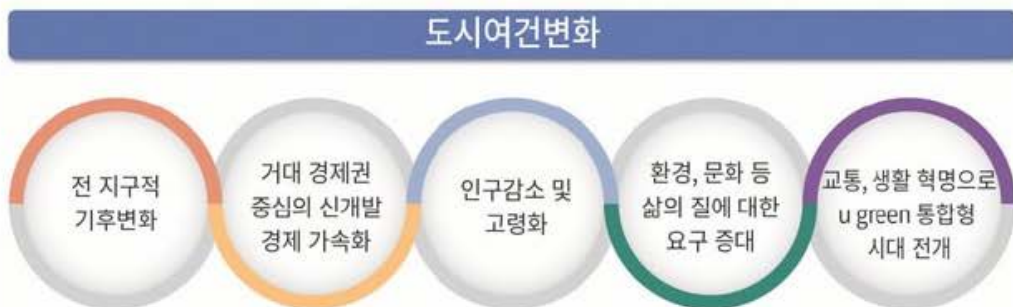 도시여건변화
전 지구적
기후변화
거대 경제권
중심의 신개발
경제 가속화
인구감소 및
고령화
환경, 문화 등
삶의 질에 대한
요구 증대
교통, 생활 혁명으로
u green 통합형
시대 전개